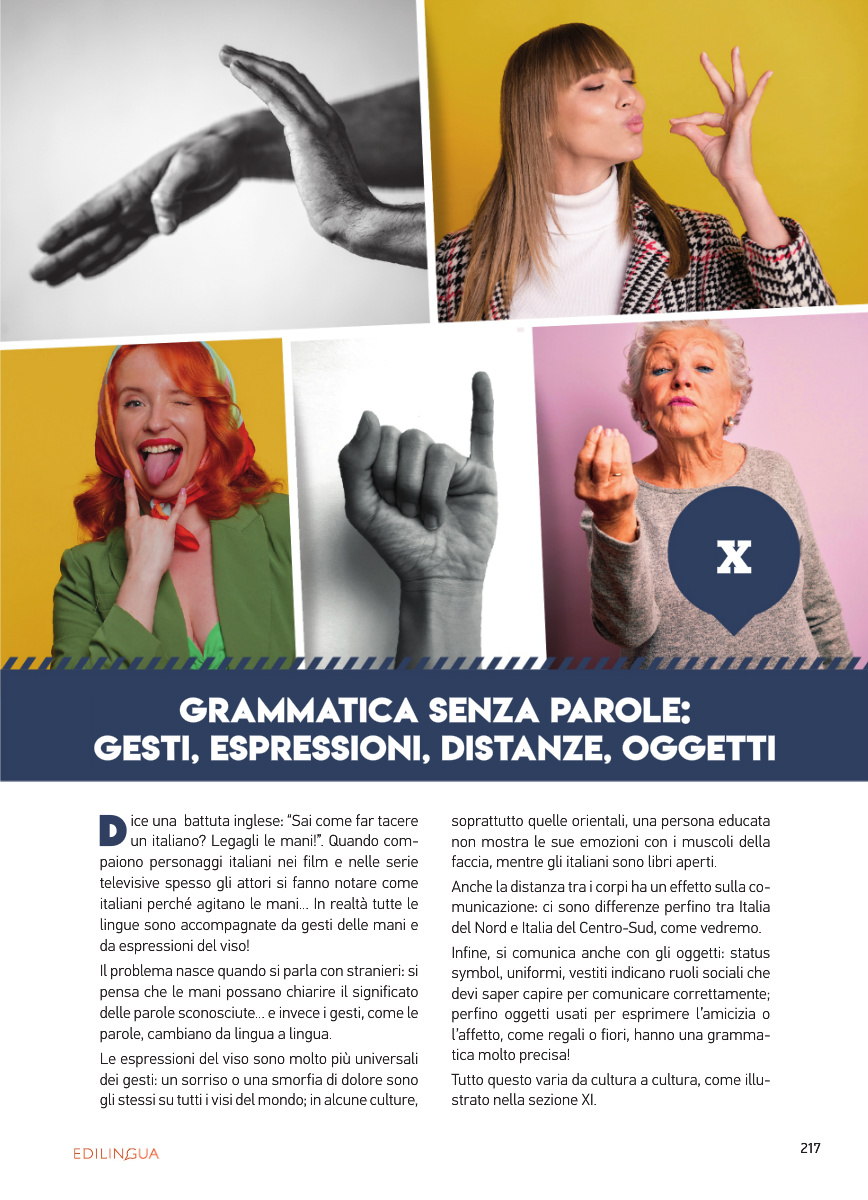 X
GRAMMATICA SENZA PAROLE:
GESTI, ESPRESSIONI, DISTANZE, OGGETTI
Dice una battuta inglese: “Sai come far tacere
un italiano? Legagli le mani!”. Quando com-
paiono personaggi italiani nei film e nelle serie
televisive spesso gli attori si fanno notare come
italiani perché agitano le mani... In realtà tutte le
lingue sono accompagnate da gesti delle mani e
da espressioni del viso!
Il problema nasce quando si parla con stranieri: si
pensa che le mani possano chiarire il significato
delle parole sconosciute... e invece i gesti, come le
parole, cambiano da lingua a lingua.
Le espressioni del viso sono molto più universali
dei gesti: un sorriso o una smorfia di dolore sono
gli stessi su tutti i visi del mondo; in alcune culture,
soprattutto quelle orientali, una persona educata
non mostra le sue emozioni con i muscoli della
faccia, mentre gli italiani sono libri aperti.
Anche la distanza tra i corpi ha un effetto sulla co-
municazione: ci sono differenze perfino tra Italia
del Nord e Italia del Centro-Sud, come vedremo.
Infine, si comunica anche con gli oggetti: status
symbol, uniformi, vestiti indicano ruoli sociali che
devi saper capire per comunicare correttamente;
perfino oggetti usati per esprimere l’amicizia o
l’affetto, come regali o fiori, hanno una gramma-
tica molto precisa!
Tutto questo varia da cultura a cultura, come illu-
strato nella sezione XI.
EDILINGUA
217